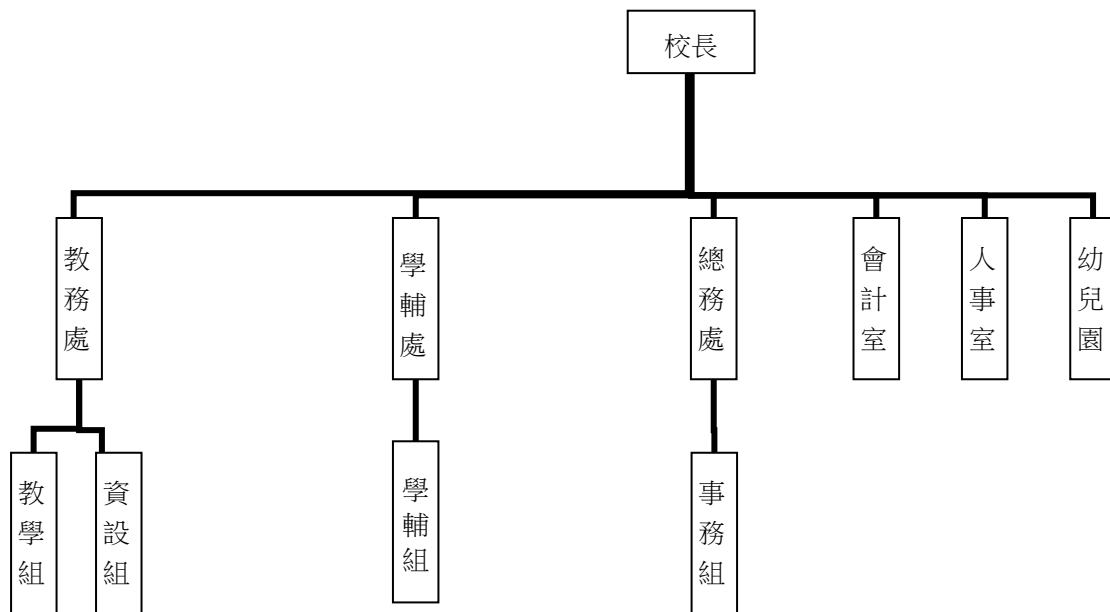 校長
教務處
學輔處
總務處
會計室
人事室
幼兒園
教學組
資設組
學輔組
事務組